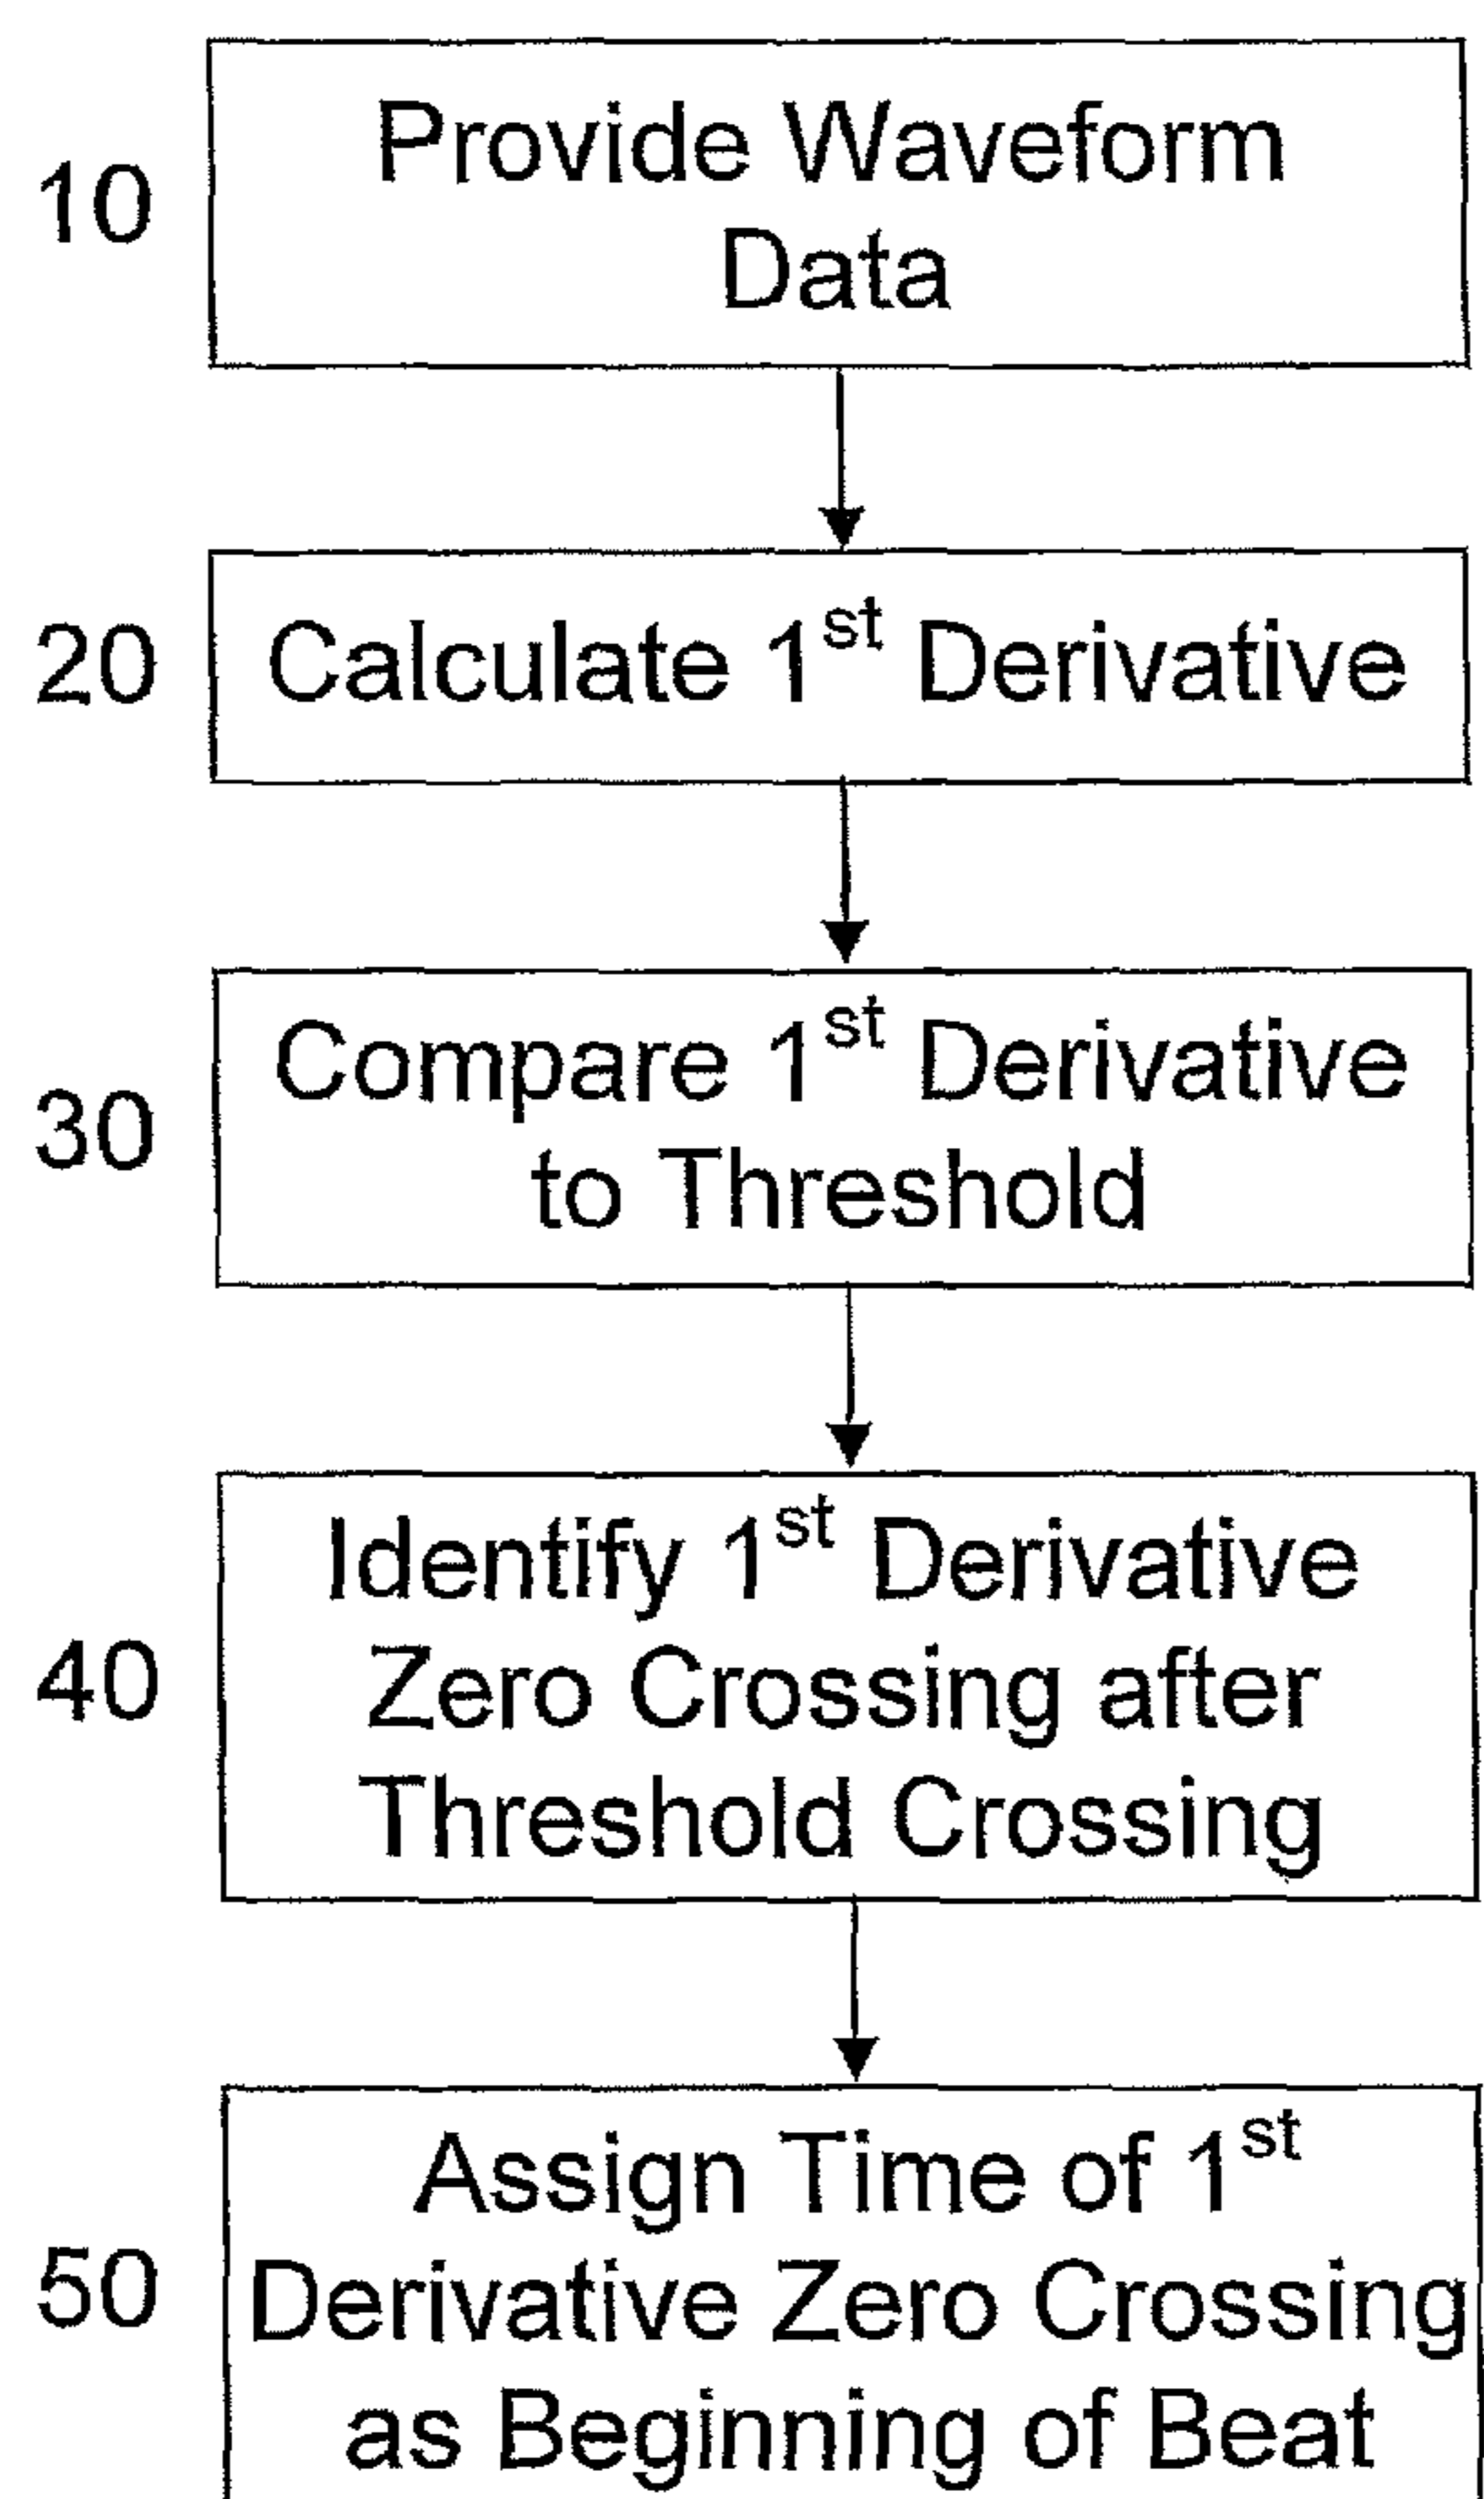 10
Provide Waveform
Data
20
Calculate 1st Derivative
30
Compare 1st Derivative
to Threshold
40
Identify 1st Derivative
Zero Crossing after
Threshold Crossing
50
Assign Time of 1st
Derivative Zero Crossing
as Beginning of Beat